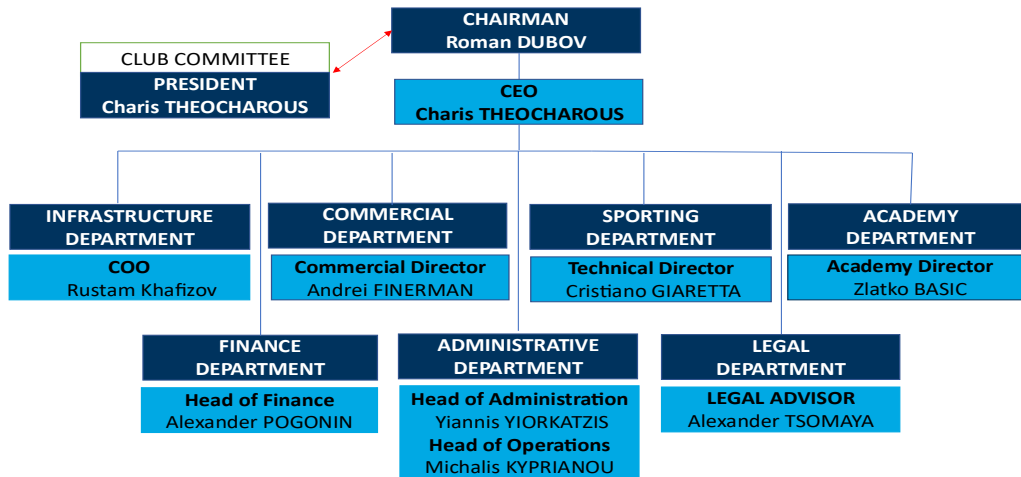 CHAIRMAN
Roman DUBOV
CLUB COMMITTEE
PRESIDENT
Charis THEOCHAROUS
CEO
Charis THEOCHAROUS
INFRASTRUCTURE
DEPARTMENT
COO
Rustam Khafizov
COMMERCIAL
DEPARTMENT
Commercial Director
Andrei FINERMAN
SPORTING
DEPARTMENT
Technical Director
Cristiano GIARETTA
ACADEMY
DEPARTMENT
Academy Director
Zlatko BASIC
FINANCE
DEPARTMENT
Head of Finance
Alexander POGONIN
ADMINISTRATIVE
DEPARTMENT
Head of Administration
Yiannis YIORKATZIS
Head of Operations
Michalis KYPRIANOU
LEGAL
DEPARTMENT
LEGAL ADVISOR
Alexander TSOMAYA